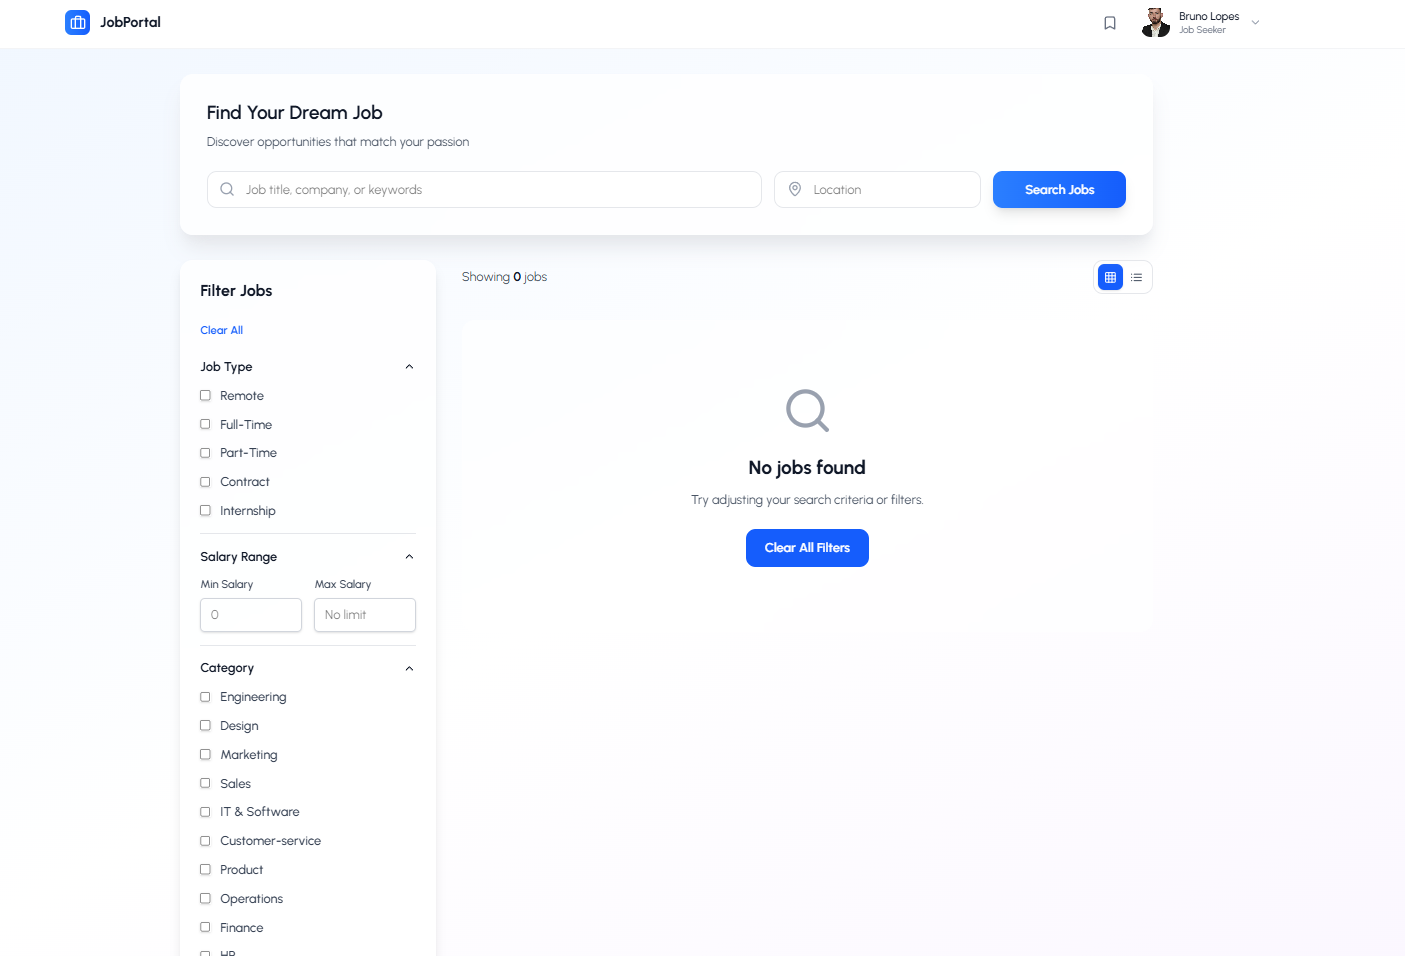 JobPortal
Bruno Lopes
Job Seeker
Find Your Dream Job
Discover opportunities that match your passion
Job title, company, or keywords
Location
Search Jobs
Filter Jobs
Clear All
Job Type
Remote
Full-Time
Part-Time
Contract
Internship
Salary Range
Min Salary
Max Salary
0
No limit
Category
Engineering
Design
Marketing
Sales
IT & Software
Customer-service
Product
Operations
Finance
HR
Showing 0 jobs
No jobs found
Try adjusting your search criteria or filters.
Clear All Filters